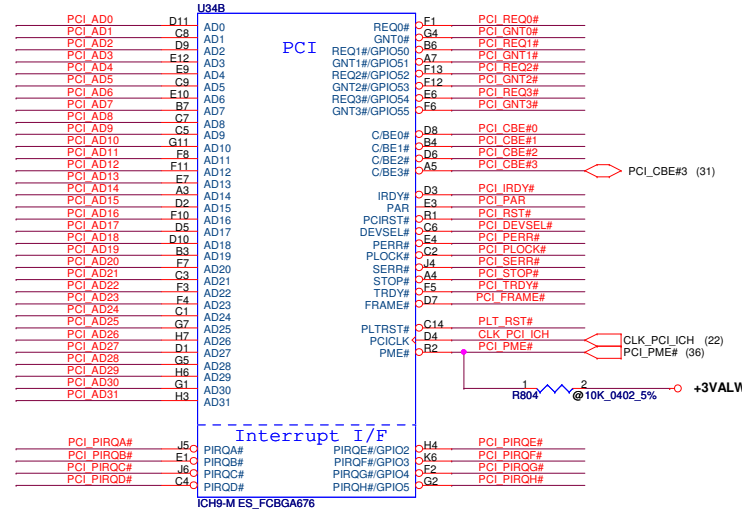 U34B
PCI
PCI_AD0 D11 AD0
PCI_AD1 C8 AD1
PCI_AD2 D9 AD2
PCI_AD3 E12 AD3
PCI_AD4 E9 AD4
PCI_AD5 C9 AD5
PCI_AD6 E10 AD6
PCI_AD7 B7 AD7
PCI_AD8 C7 AD8
PCI_AD9 C5 AD9
PCI_AD10 G11 AD10
PCI_AD11 F8 AD11
PCI_AD12 F11 AD12
PCI_AD13 E7 AD13
PCI_AD14 A3 AD14
PCI_AD15 D2 AD15
PCI_AD16 F10 AD16
PCI_AD17 D5 AD17
PCI_AD18 D10 AD18
PCI_AD19 B3 AD19
PCI_AD20 F7 AD20
PCI_AD21 C3 AD21
PCI_AD22 F3 AD22
PCI_AD23 F4 AD23
PCI_AD24 C1 AD24
PCI_AD25 G7 AD25
PCI_AD26 H7 AD26
PCI_AD27 D1 AD27
PCI_AD28 G5 AD28
PCI_AD29 H6 AD29
PCI_AD30 G1 AD30
PCI_AD31 H3 AD31
REQ0# F1 PCI_REQ0#
GNT0# G4 PCI_GNT0#
REQ1#/GPIO50 B6 PCI_REQ1#
GNT1#/GPIO51 A7 PCI_GNT1#
REQ2#/GPIO52 F13 PCI_REQ2#
GNT2#/GPIO53 F12 PCI_GNT2#
REQ3#/GPIO54 E6 PCI_REQ3#
GNT3#/GPIO55 F6 PCI_GNT3#
C/BE0# D8 PCI_CBE#0
C/BE1# B4 PCI_CBE#1
C/BE2# D6 PCI_CBE#2
C/BE3# A5 PCI_CBE#3 PCI_CBE#3 (31)
IRDY# D3 PCI_IRDY#
PAR E3 PCI_PAR
PCIRST# R1 PCI_RST#
DEVSEL# C6 PCI_DEVSEL#
PERR# E4 PCI_PERR#
PLOCK# C2 PCI_PLOCK#
SERR# J4 PCI_SERR#
STOP# A4 PCI_STOP#
TRDY# F5 PCI_TRDY#
FRAME# D7 PCI_FRAME#
PLTRST# C14 PLT_RST#
PCICLK D4 CLK_PCI_ICH CLK_PCI_ICH (22)
PME# R2 PCI_PME# PCI_PME# (36)
1 2 +3VALW
R804 @10K_0402_5%
Interrupt I/F
PCI_PIRQA# J5 PIRQA# PIRQE#/GPIO2 H4 PCI_PIRQE#
PCI_PIRQB# E1 PIRQB# PIRQF#/GPIO3 K6 PCI_PIRQF#
PCI_PIRQC# J6 PIRQC# PIRQG#/GPIO4 F2 PCI_PIRQG#
PCI_PIRQD# C4 PIRQD# PIRQH#/GPIO5 G2 PCI_PIRQH#
ICH9-M ES_FCBGA676